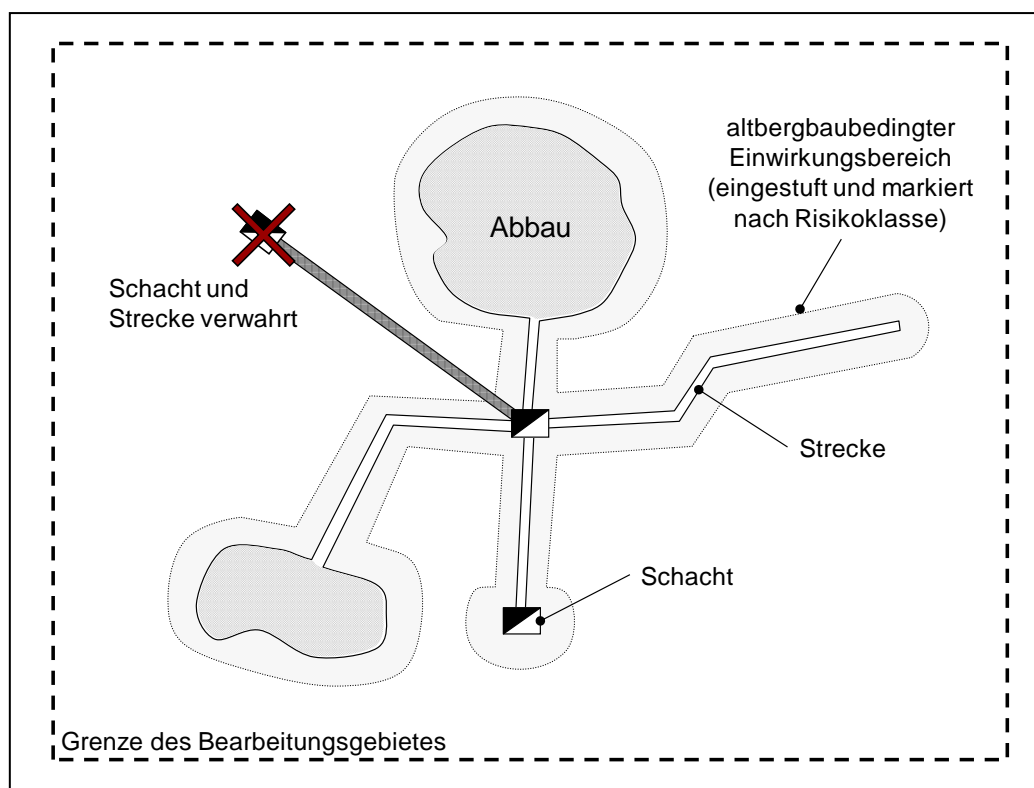 altbergbaubedingter
Einwirkungsbereich
(eingestuft und markiert
nach Risikoklasse)
Abbau
Schacht und
Strecke verwahrt
Strecke
Schacht
Grenze des Bearbeitungsgebietes